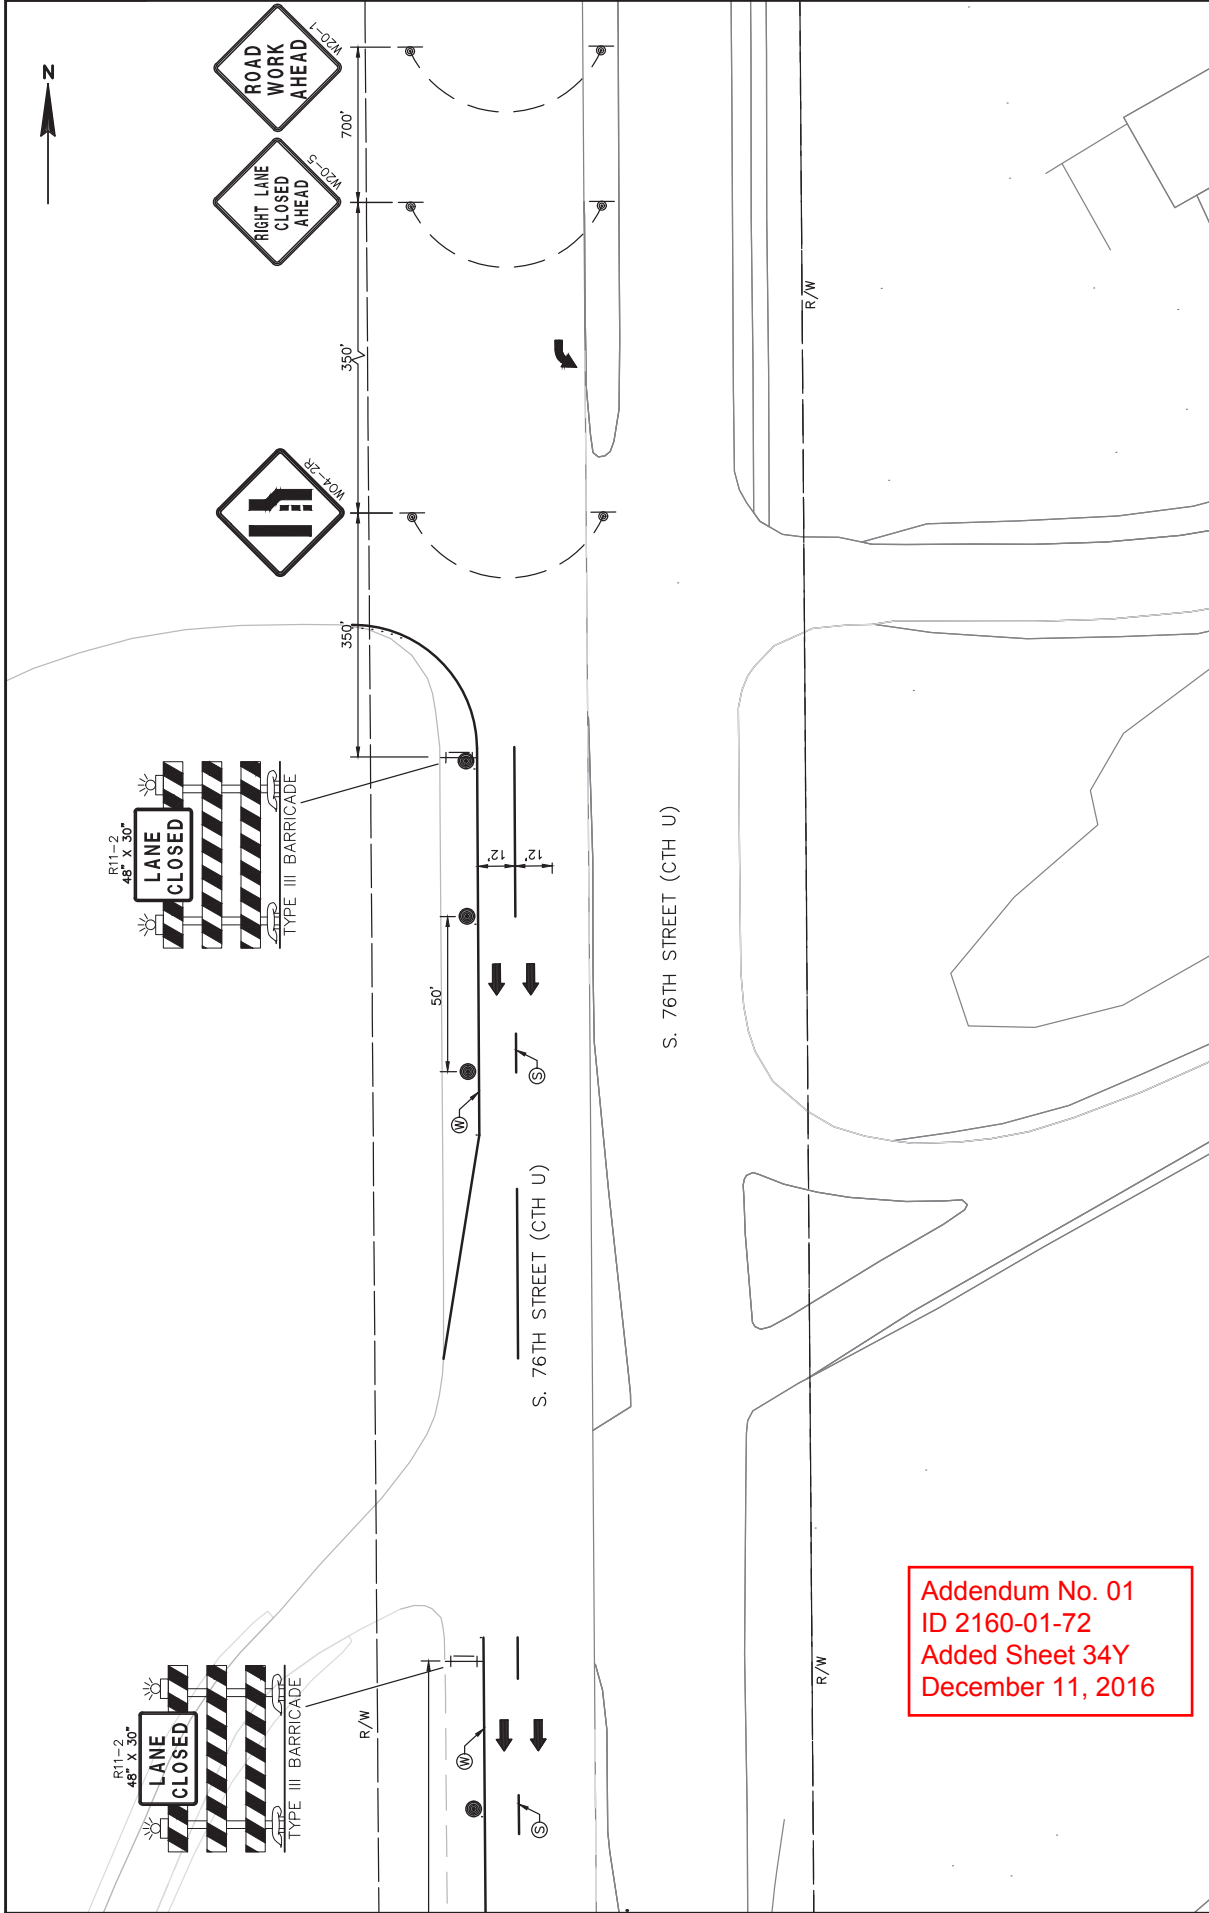 N
ROAD
WORK
AHEAD
W20-1
700'
RIGHT LANE
CLOSED
AHEAD
W20-5
350'
W04-2R
350'
R/W
R11-2
48" X 30"
LANE
CLOSED
TYPE III BARRICADE
12'
12'
50'
S
W
S. 76TH STREET (CTH U)
S. 76TH STREET (CTH U)
R11-2
48" X 30"
LANE
CLOSED
TYPE III BARRICADE
R/W
W
S
R/W
Addendum No. 01
ID 2160-01-72
Added Sheet 34Y
December 11, 2016